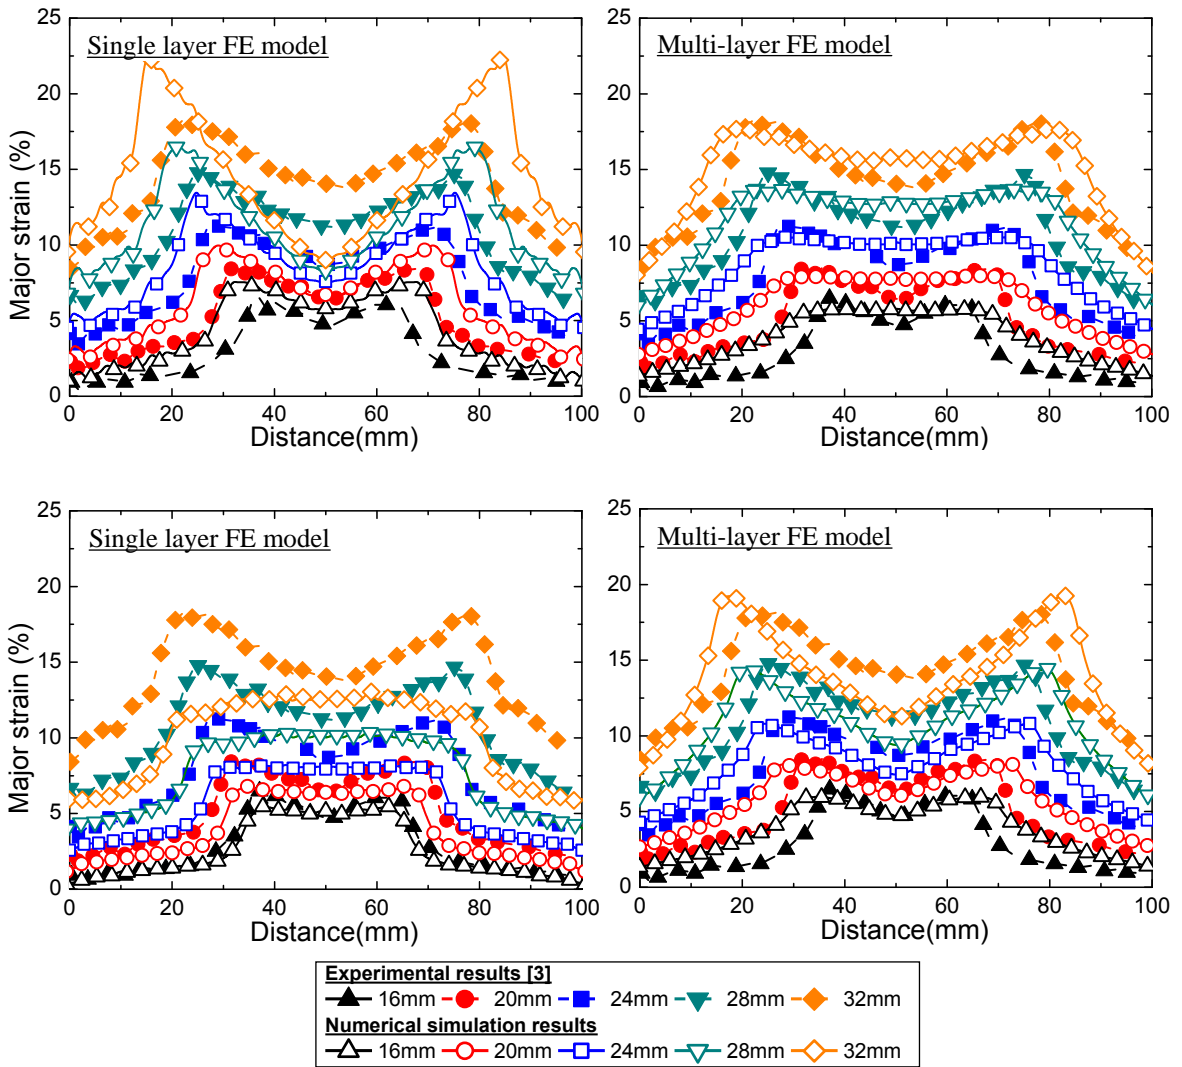 Single layer FE model
Multi-layer FE model
25
20
15
10
5
0
Major strain (%)
0 20 40 60 80 100
Distance(mm)
25
20
15
10
5
0
0 20 40 60 80 100
Distance(mm)
Single layer FE model
Multi-layer FE model
25
20
15
10
5
0
Major strain (%)
0 20 40 60 80 100
Distance(mm)
25
20
15
10
5
0
0 20 40 60 80 100
Distance(mm)
Experimental results [3]
16mm 20mm 24mm 28mm 32mm
Numerical simulation results
16mm 20mm 24mm 28mm 32mm